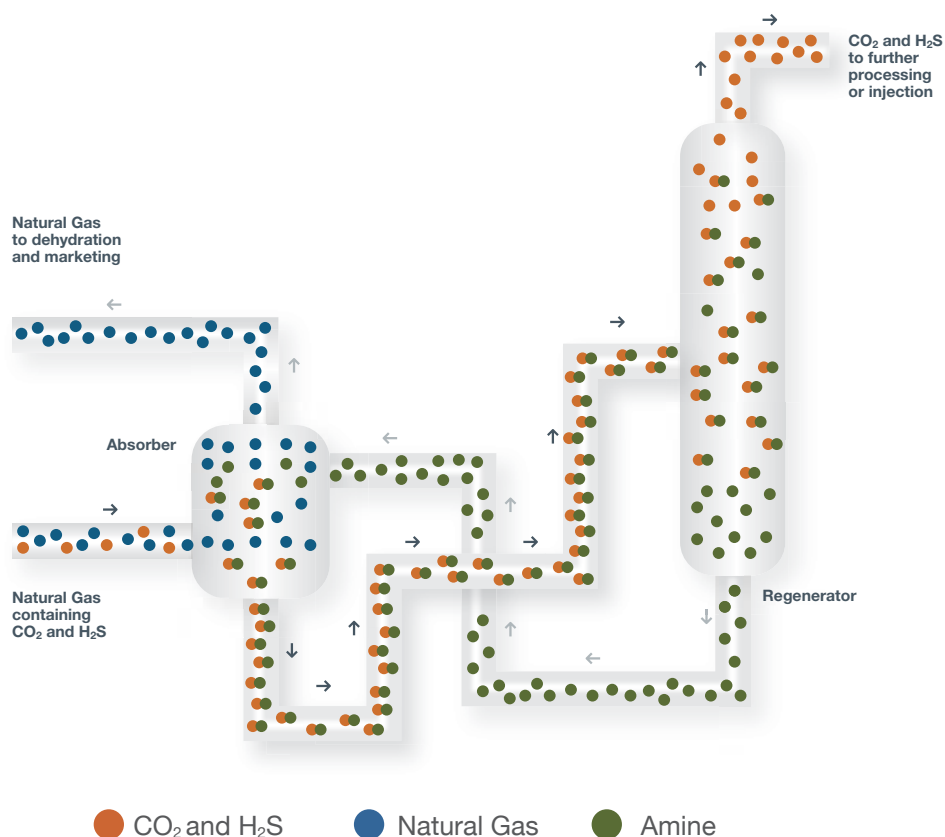 CO₂ and H₂S
to further
processing
or injection
Natural Gas
to dehydration
and marketing
Absorber
Natural Gas
containing
CO₂ and H₂S
Regenerator
CO₂ and H₂S
Natural Gas
Amine